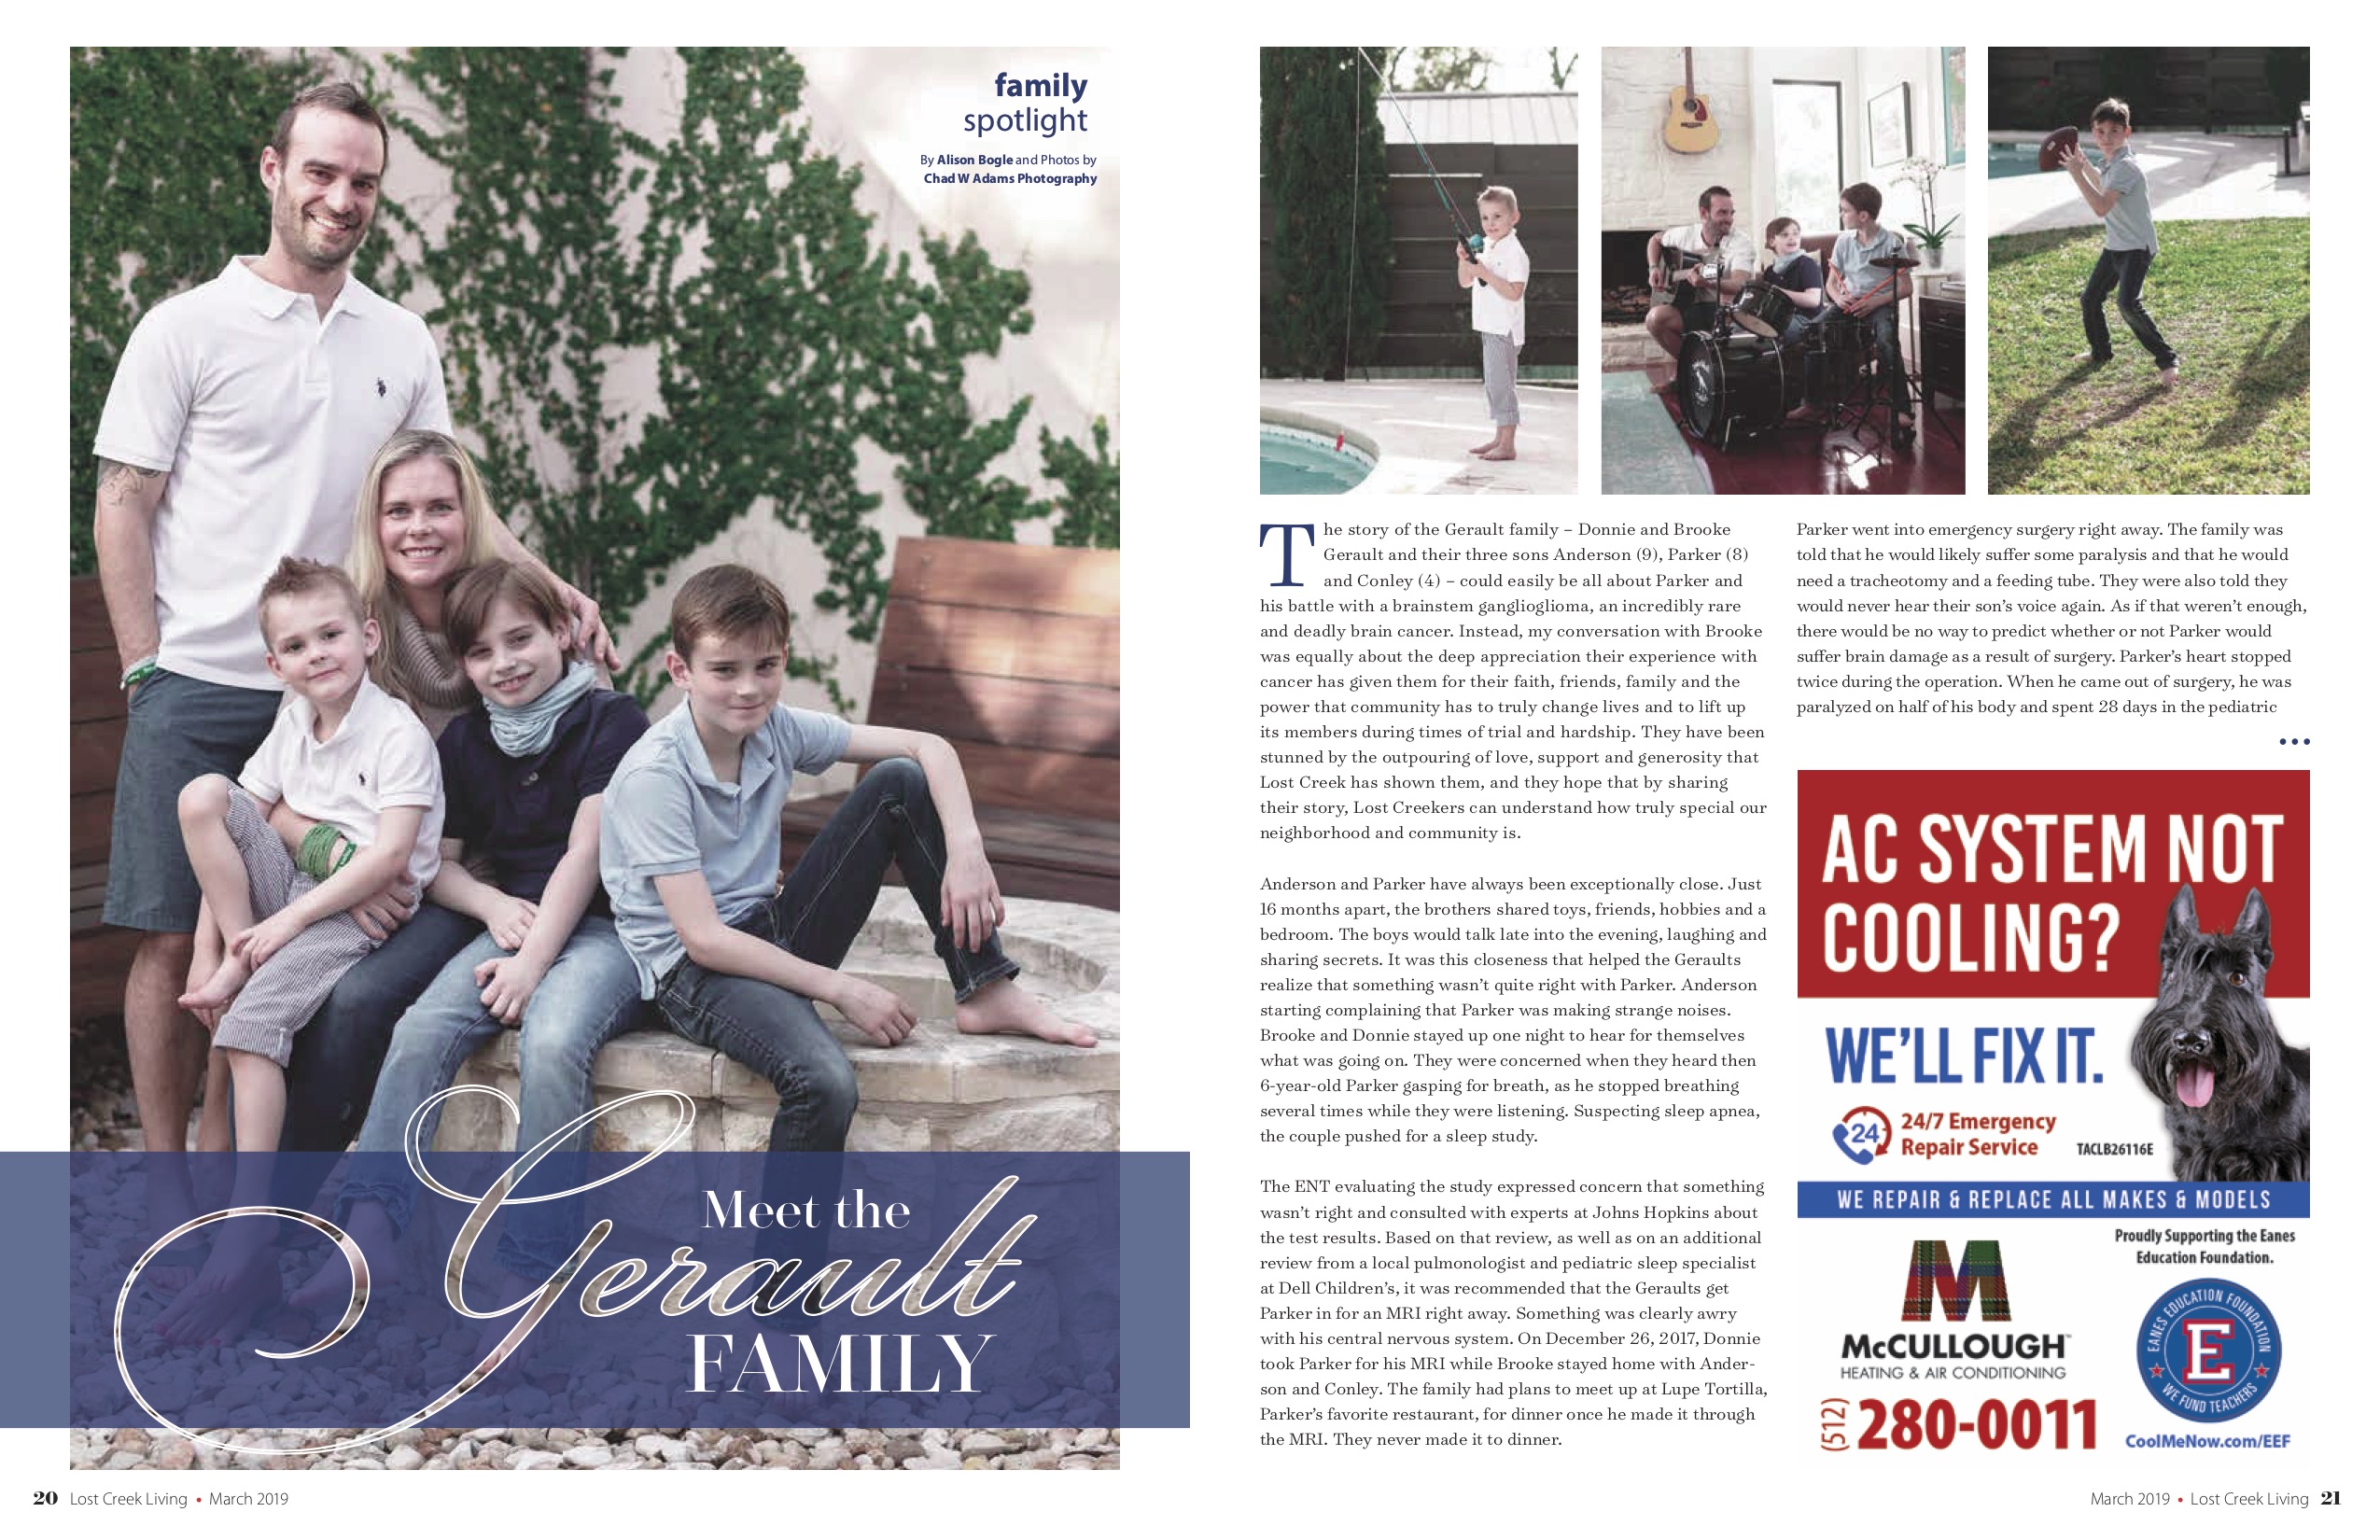 family
spotlight
By Alison Bogle and Photos by
Chad W Adams Photography
Meet the
Gerault
FAMILY
20 Lost Creek Living • March 2019
The story of the Gerault family – Donnie and Brooke
Gerault and their three sons Anderson (9), Parker (8)
and Conley (4) – could easily be all about Parker and
his battle with a brainstem ganglioglioma, an incredibly rare
and deadly brain cancer. Instead, my conversation with Brooke
was equally about the deep appreciation their experience with
cancer has given them for their faith, friends, family and the
power that community has to truly change lives and to lift up
its members during times of trial and hardship. They have been
stunned by the outpouring of love, support and generosity that
Lost Creek has shown them, and they hope that by sharing
their story, Lost Creekers can understand how truly special our
neighborhood and community is.
Anderson and Parker have always been exceptionally close. Just
16 months apart, the brothers shared toys, friends, hobbies and a
bedroom. The boys would talk late into the evening, laughing and
sharing secrets. It was this closeness that helped the Geraults
realize that something wasn't quite right with Parker. Anderson
starting complaining that Parker was making strange noises.
Brooke and Donnie stayed up one night to hear for themselves
what was going on. They were concerned when they heard then
6-year-old Parker gasping for breath, as he stopped breathing
several times while they were listening. Suspecting sleep apnea,
the couple pushed for a sleep study.
The ENT evaluating the study expressed concern that something
wasn't right and consulted with experts at Johns Hopkins about
the test results. Based on that review, as well as on an additional
review from a local pulmonologist and pediatric sleep specialist
at Dell Children's, it was recommended that the Geraults get
Parker in for an MRI right away. Something was clearly awry
with his central nervous system. On December 26, 2017, Donnie
took Parker for his MRI while Brooke stayed home with Ander-
son and Conley. The family had plans to meet up at Lupe Tortilla,
Parker's favorite restaurant, for dinner once he made it through
the MRI. They never made it to dinner.
Parker went into emergency surgery right away. The family was
told that he would likely suffer some paralysis and that he would
need a tracheotomy and a feeding tube. They were also told they
would never hear their son's voice again. As if that weren't enough,
there would be no way to predict whether or not Parker would
suffer brain damage as a result of surgery. Parker's heart stopped
twice during the operation. When he came out of surgery, he was
paralyzed on half of his body and spent 28 days in the pediatric
•••
AC SYSTEM NOT
COOLING?
WE'LL FIX IT.
24
24/7 Emergency
Repair Service
TACLB26116E
WE REPAIR & REPLACE ALL MAKES & MODELS
M
McCULLOUGH™
HEATING & AIR CONDITIONING
(512) 280-0011
Proudly Supporting the Eanes
Education Foundation.
EANES EDUCATION FOUNDATION
E
WE FUND TEACHERS
CoolMeNow.com/EEF
March 2019 • Lost Creek Living 21